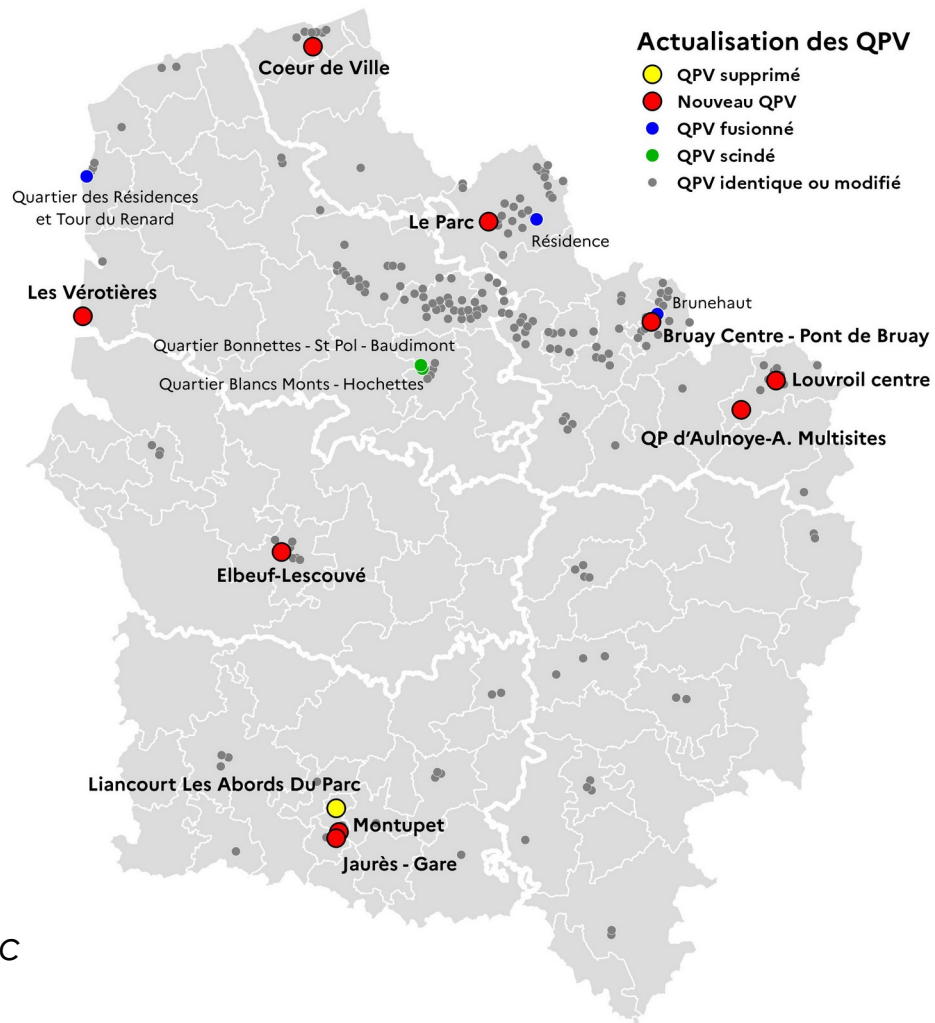 Actualisation des QPV
QPV supprimé
Nouveau QPV
QPV fusionné
QPV scindé
QPV identique ou modifié
Coeur de Ville
Quartier des Résidences
et Tour du Renard
Le Parc
Résidence
Les Vérotières
Brunehaut
Bruay Centre - Pont de Bruay
Quartier Bonnettes - St Pol - Baudimont
Quartier Blancs Monts - Hochettes
Louvroil centre
QP d'Aulnoye-A. Multisites
Elbeuf-Lescouvé
Liancourt Les Abords Du Parc
Montupet
Jaurès - Gare
C